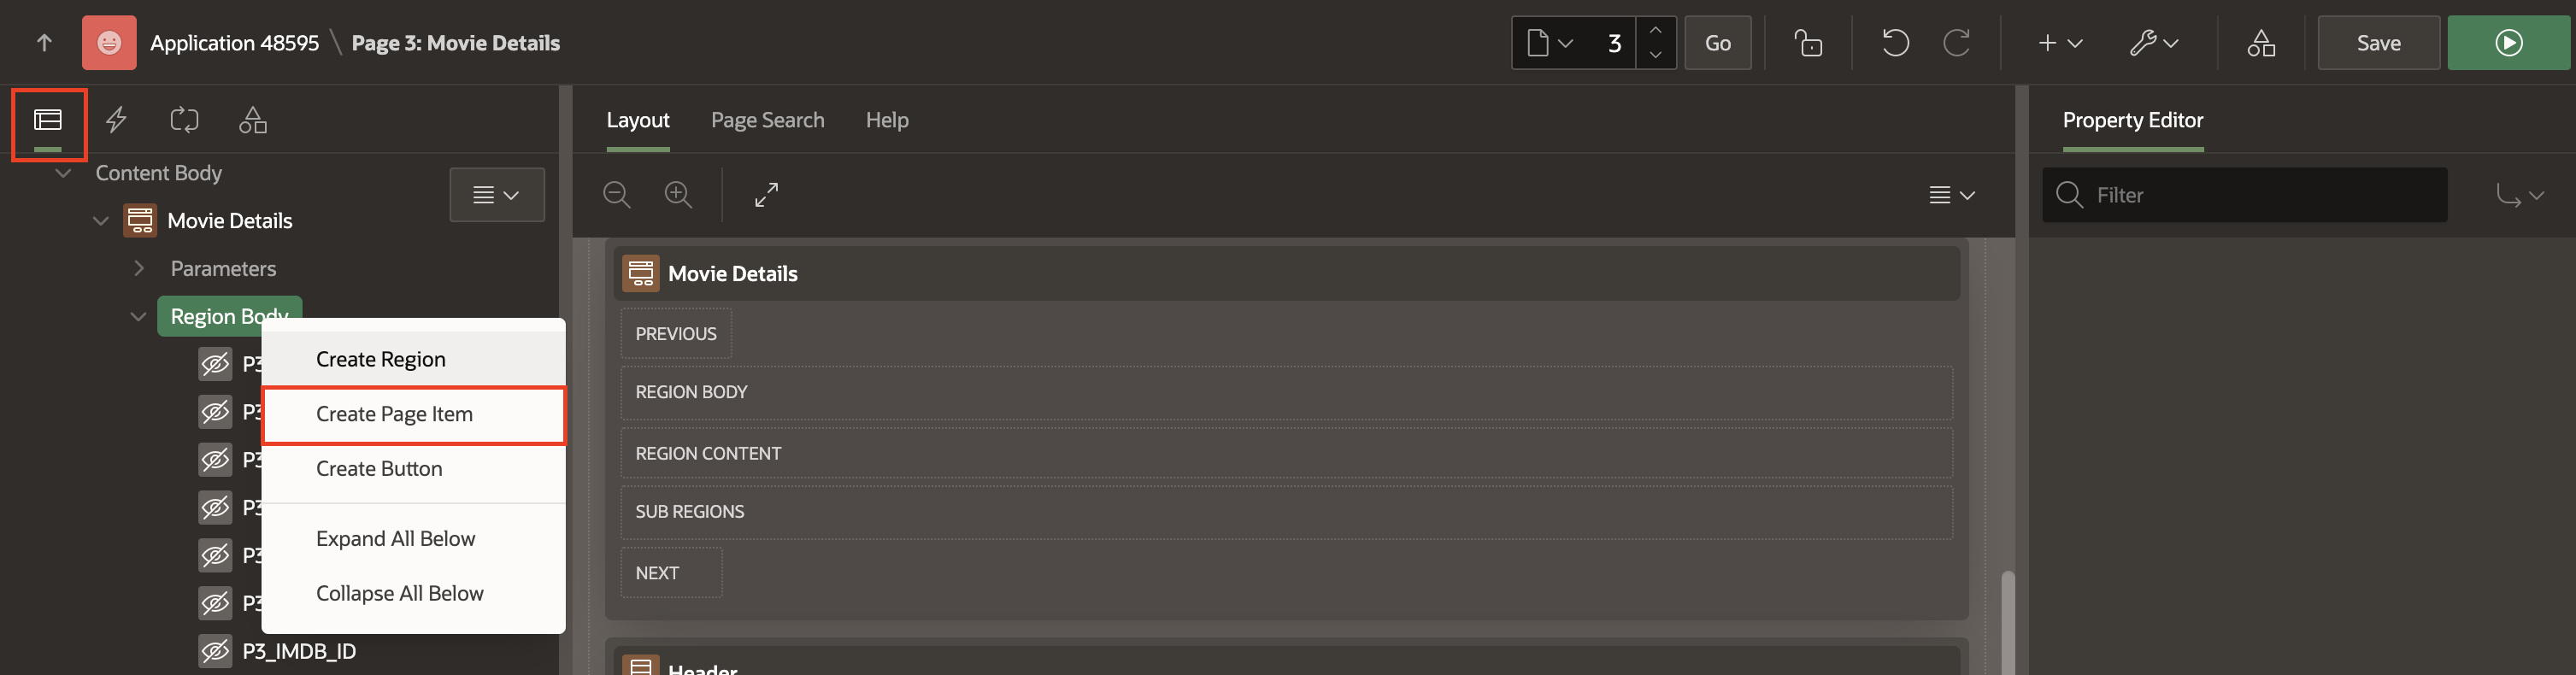 Application 48595 \ Page 3: Movie Details
3
Go
Save
Layout
Page Search
Help
Property Editor
Content Body
Filter
Movie Details
Parameters
Region Body
P3
P3
P3
P3
P3
P3
P3_IMDB_ID
Create Region
Create Page Item
Create Button
Expand All Below
Collapse All Below
Movie Details
PREVIOUS
REGION BODY
REGION CONTENT
SUB REGIONS
NEXT
Header